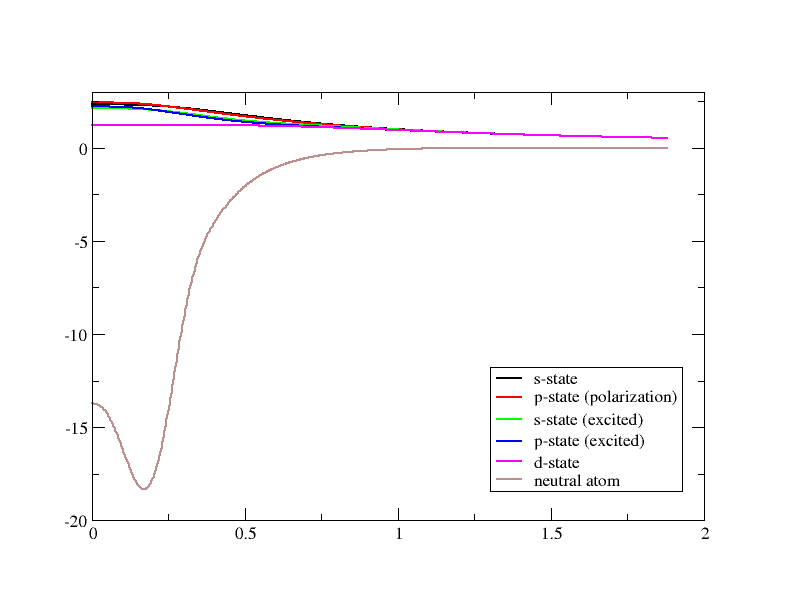 0
-5
-10
-15
-20
0
0.5
1
1.5
2
s-state
p-state (polarization)
s-state (excited)
p-state (excited)
d-state
neutral atom